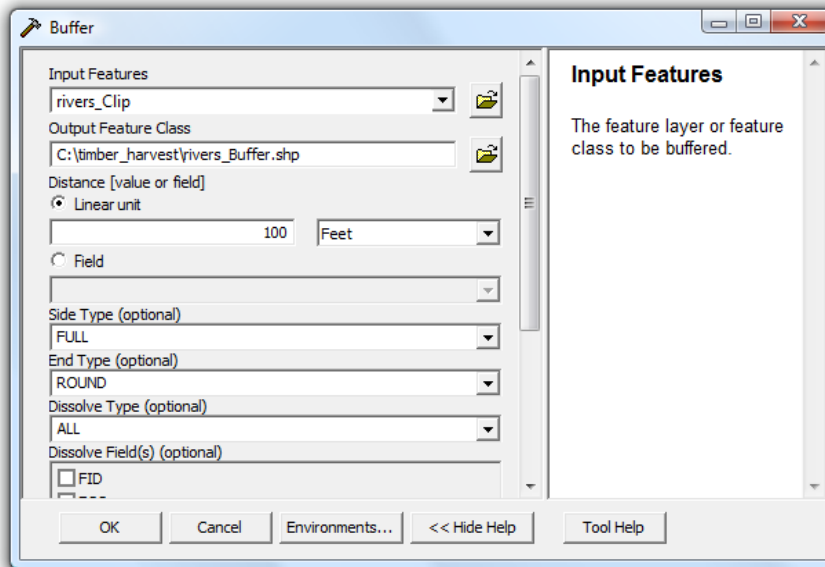 Buffer
Input Features
rivers_Clip
Output Feature Class
C:\timber_harvest\rivers_Buffer.shp
Distance [value or field]
Linear unit
100 Feet
Field
Side Type (optional)
FULL
End Type (optional)
ROUND
Dissolve Type (optional)
ALL
Dissolve Field(s) (optional)
FID
OK Cancel Environments... << Hide Help Tool Help
Input Features
The feature layer or feature
class to be buffered.